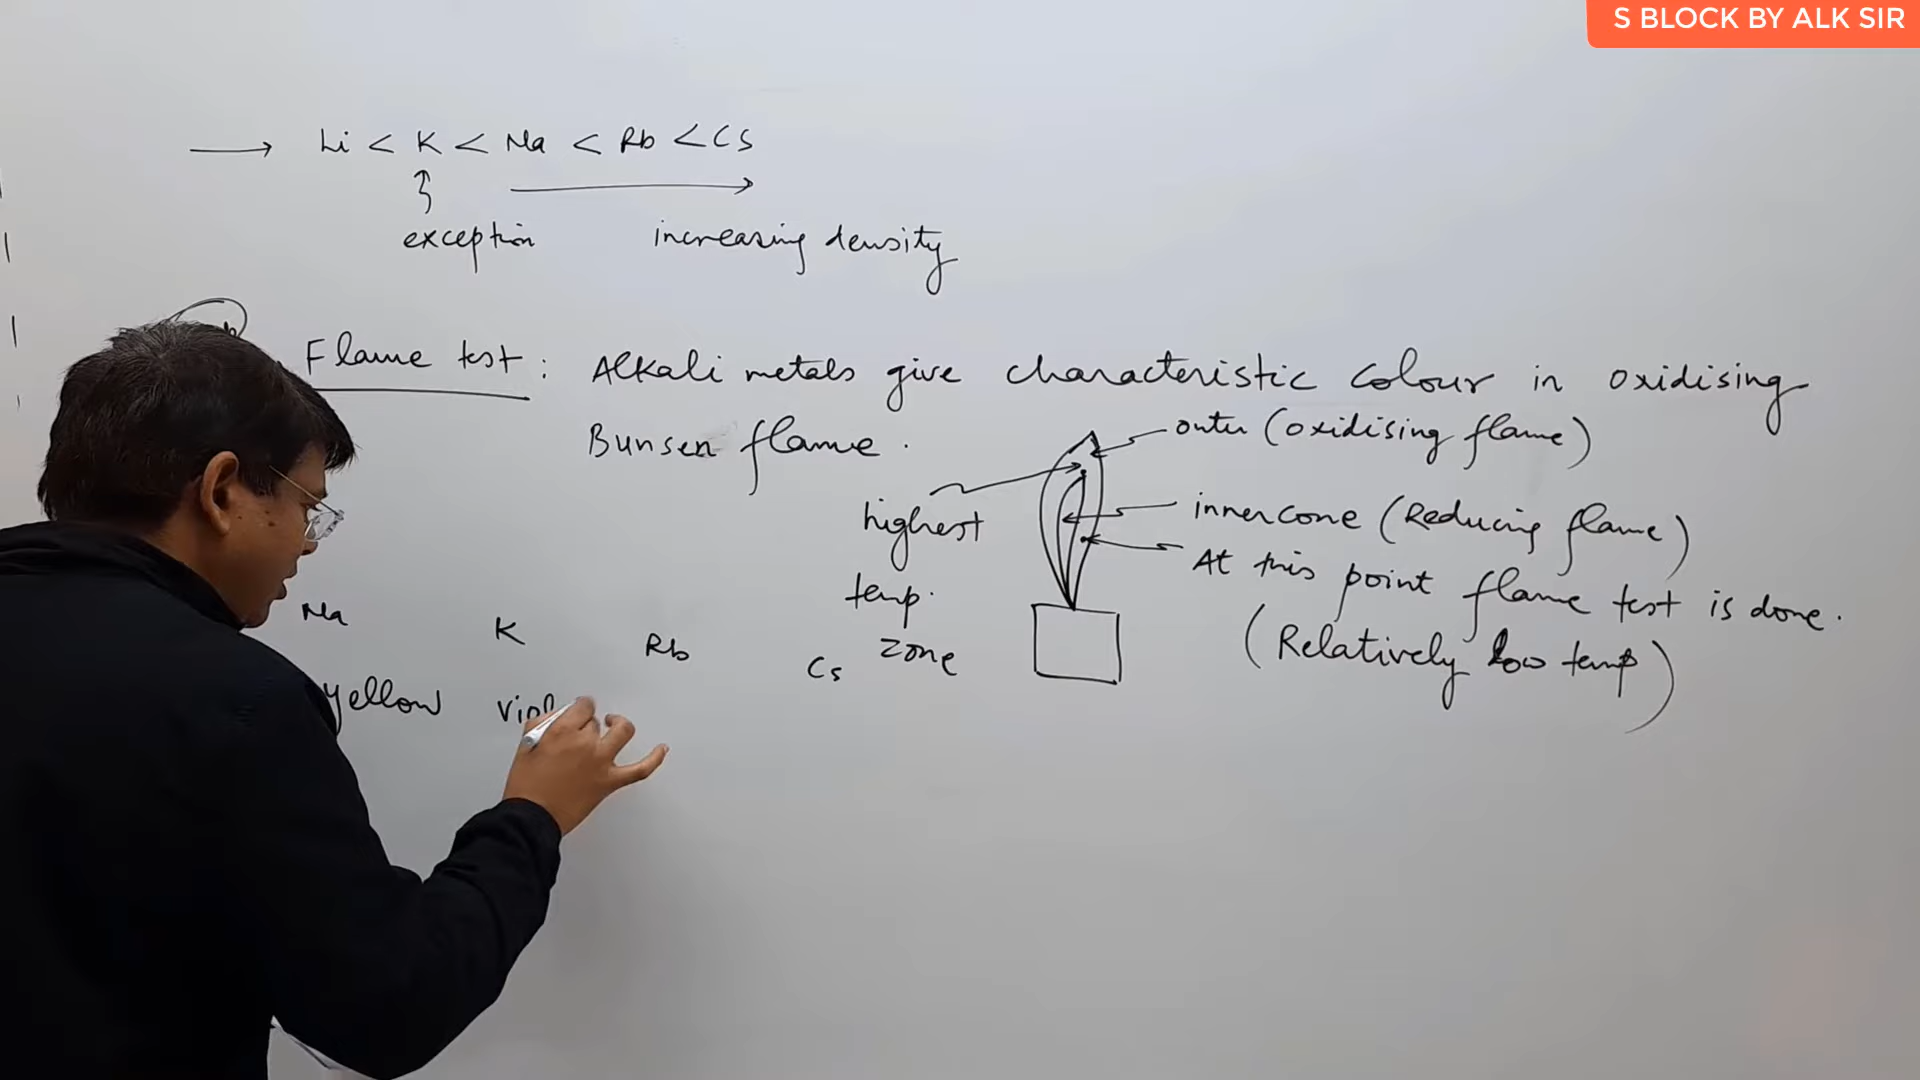 S BLOCK BY ALK SIR
Li < K < Na < Rb < Cs
exception increasing density
Flame test : Alkali metals give characteristic colour in oxidising
Bunsen flame .
outer (oxidising flame)
highest
temp.
zone
inner cone (Reducing flame)
At this point flame test is done.
(Relatively low temp)
Na K Rb Cs
yellow